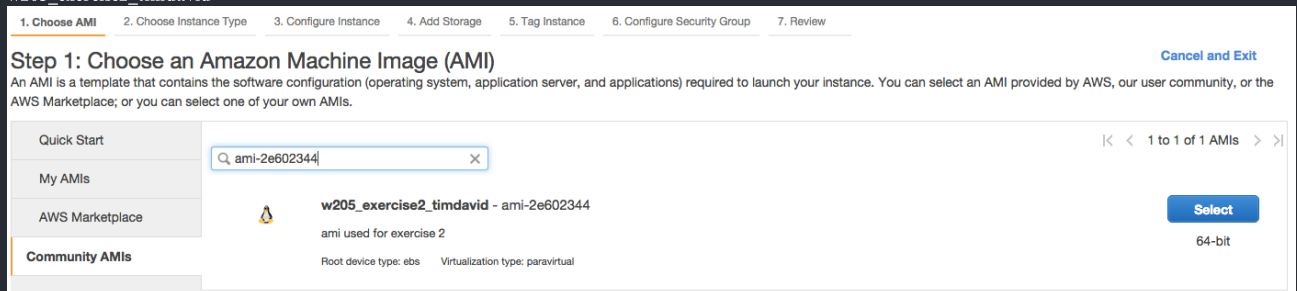 1. Choose AMI 2. Choose Instance Type 3. Configure Instance 4. Add Storage 5. Tag Instance 6. Configure Security Group 7. Review
Step 1: Choose an Amazon Machine Image (AMI)
Cancel and Exit
An AMI is a template that contains the software configuration (operating system, application server, and applications) required to launch your instance. You can select an AMI provided by AWS, our user community, or the
AWS Marketplace; or you can select one of your own AMIs.
Quick Start
My AMIs
AWS Marketplace
Community AMIs
ami-2e602344
1 to 1 of 1 AMIs
w205_exercise2_timdavid - ami-2e602344
ami used for exercise 2
Root device type: ebs Virtualization type: paravirtual
Select
64-bit